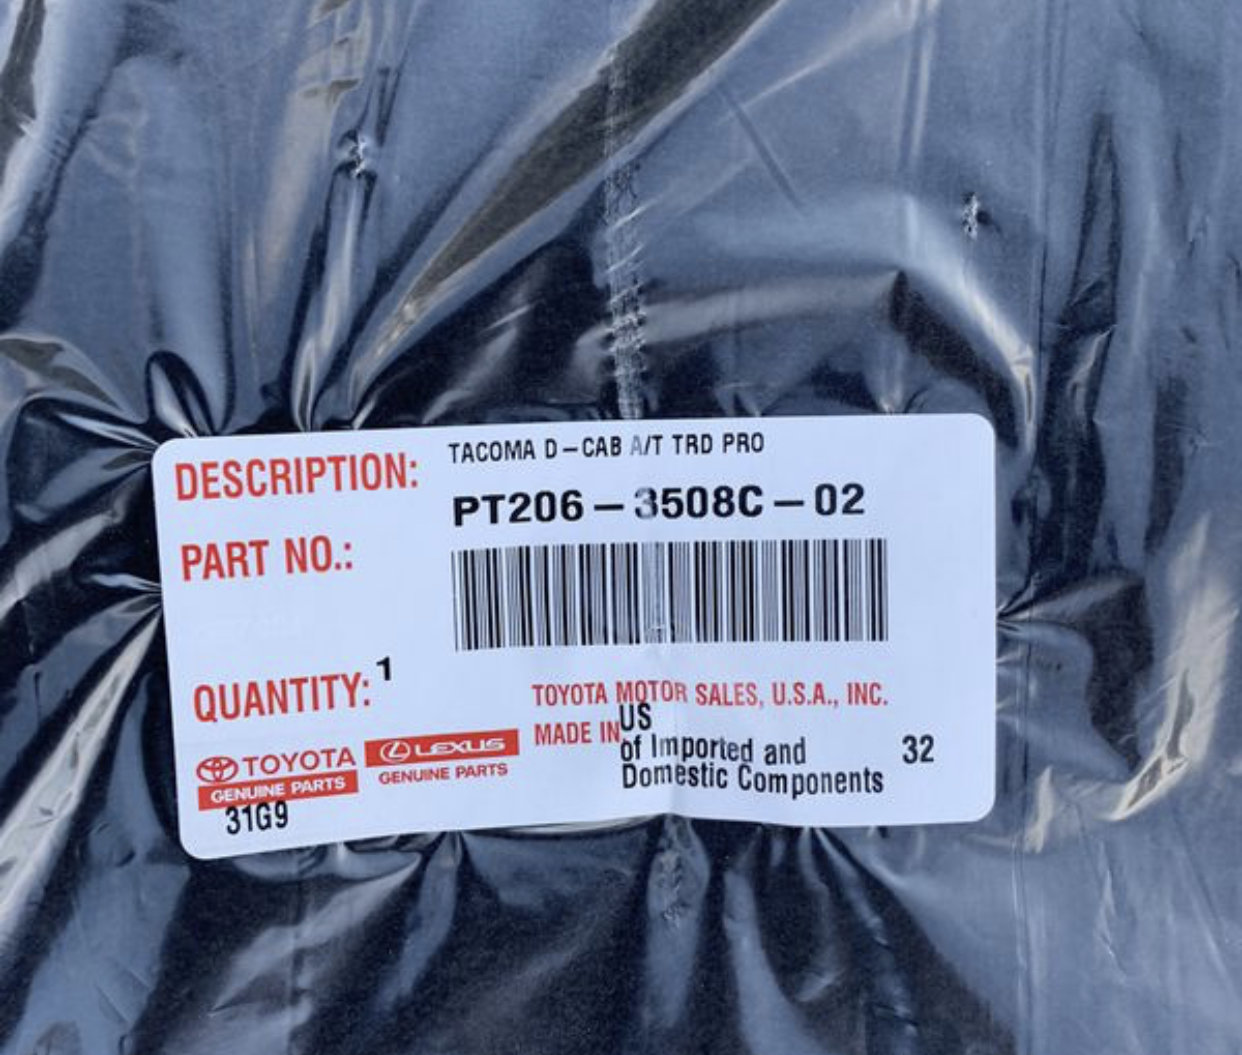 DESCRIPTION: TACOMA D-CAB A/T TRD PRO
PART NO.: PT206-3508C-02
QUANTITY: 1
TOYOTA MOTOR SALES, U.S.A., INC.
MADE IN US
of Imported and
Domestic Components
32
TOYOTA
GENUINE PARTS
LEXUS
GENUINE PARTS
31G9